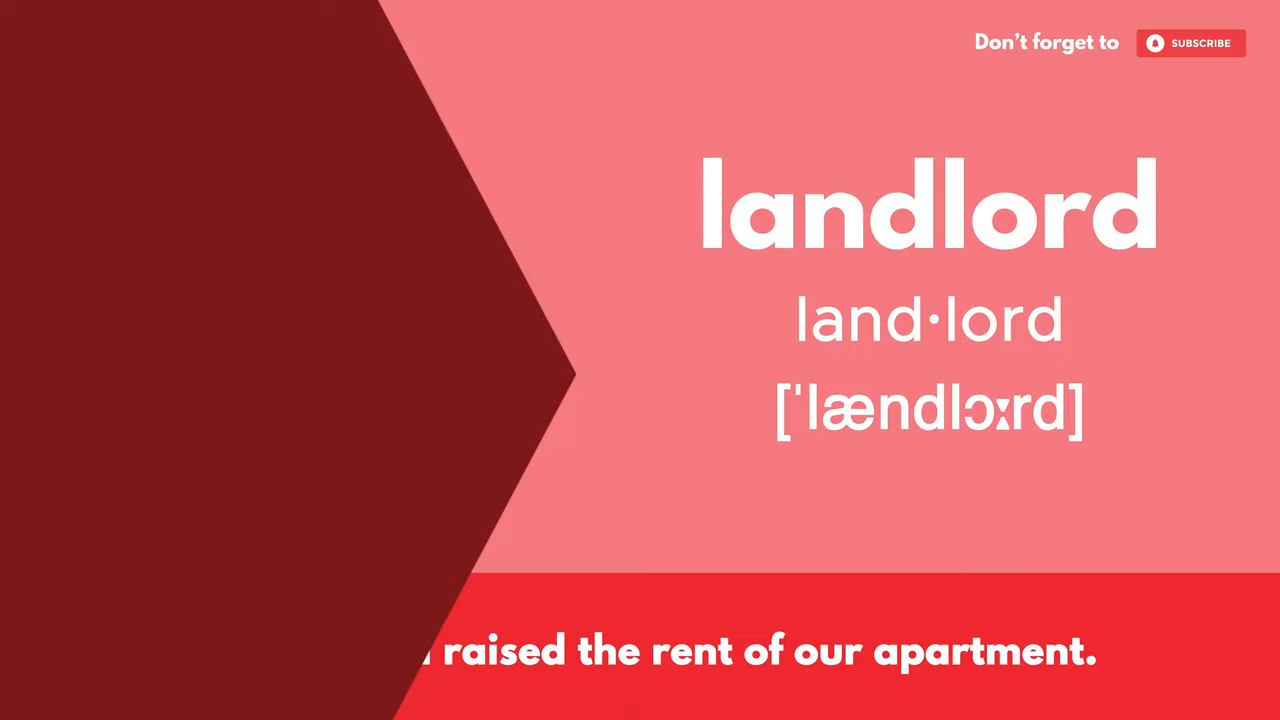 Don't forget to SUBSCRIBE
landlord
land·lord
[ˈlændlɔːrd]
raised the rent of our apartment.